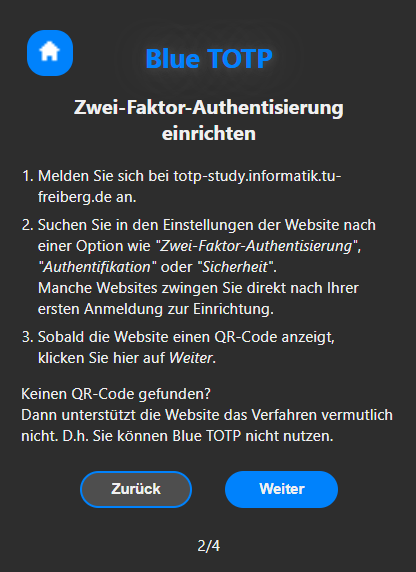 Blue TOTP
Zwei-Faktor-Authentisierung
einrichten
1. Melden Sie sich bei totp-study.informatik.tu-
freiberg.de an.
2. Suchen Sie in den Einstellungen der Website nach
einer Option wie "Zwei-Faktor-Authentisierung",
"Authentifikation" oder "Sicherheit".
Manche Websites zwingen Sie direkt nach Ihrer
ersten Anmeldung zur Einrichtung.
3. Sobald die Website einen QR-Code anzeigt,
klicken Sie hier auf Weiter.
Keinen QR-Code gefunden?
Dann unterstützt die Website das Verfahren vermutlich
nicht. D.h. Sie können Blue TOTP nicht nutzen.
Zurück Weiter
2/4